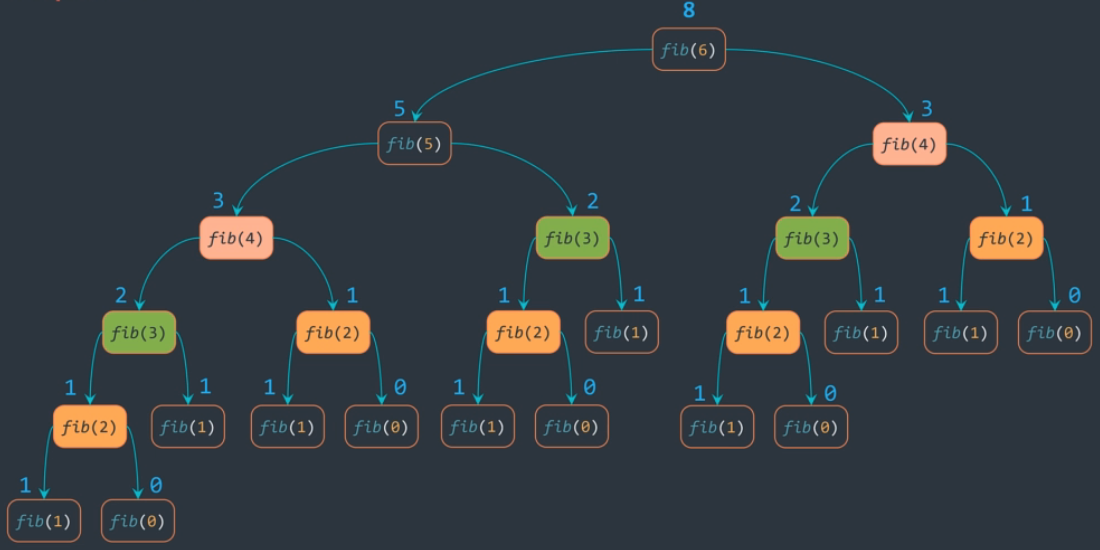 8
fib(6)
5 3
fib(5) fib(4)
3 2 2 1
fib(4) fib(3) fib(3) fib(2)
2 1 1 1 1 1 1 0
fib(3) fib(2) fib(2) fib(1) fib(2) fib(1) fib(1) fib(0)
1 1 1 0 1 0 1 0
fib(2) fib(1) fib(1) fib(0) fib(1) fib(0) fib(1) fib(0)
1 0
fib(1) fib(0)